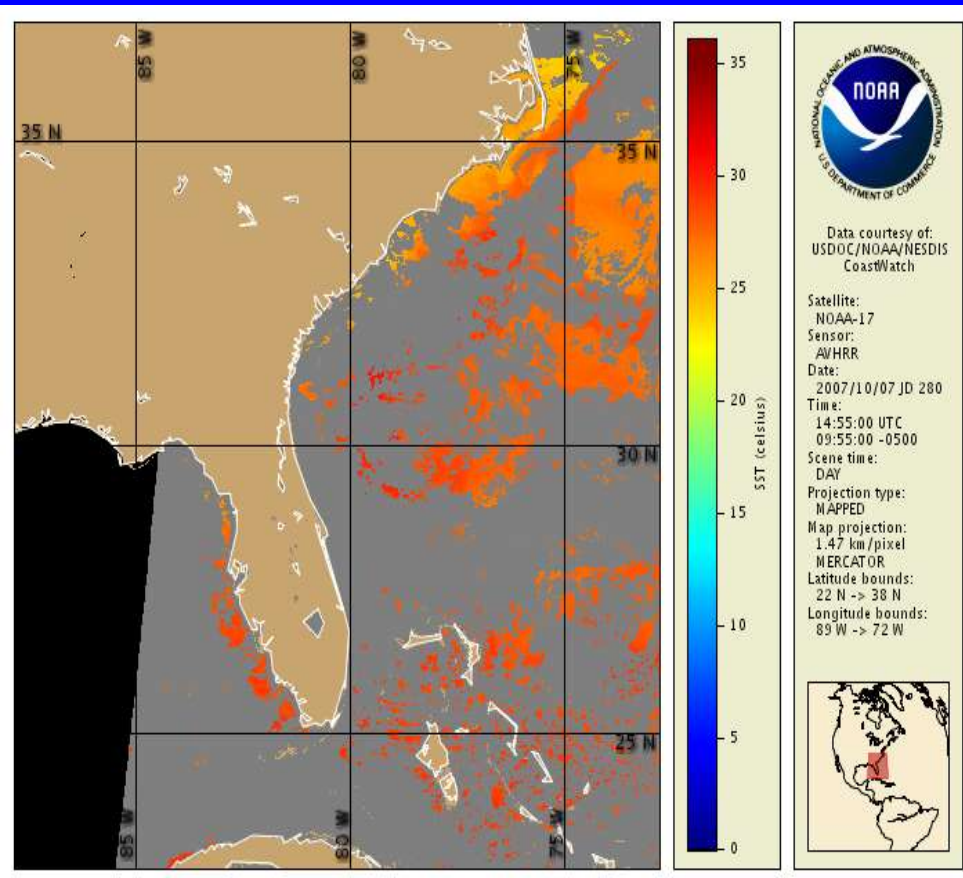 85 W
80 W
75 W
35 N
35 N
30 N
25 N
85 W
80 W
75 W
35
30
25
20
15
10
5
0
SST (celsius)
NATIONAL OCEANIC AND ATMOSPHERIC ADMINISTRATION
NOAA
U.S. DEPARTMENT OF COMMERCE
Data courtesy of:
USDOC/NOAA/NESDIS
CoastWatch
Satellite:
NOAA-17
Sensor:
AVHRR
Date:
2007/10/07 JD 280
Time:
14:55:00 UTC
09:55:00 -0500
Scene time:
DAY
Projection type:
MAPPED
Map projection:
1.47 km/pixel
MERCATOR
Latitude bounds:
22 N -> 38 N
Longitude bounds:
89 W -> 72 W